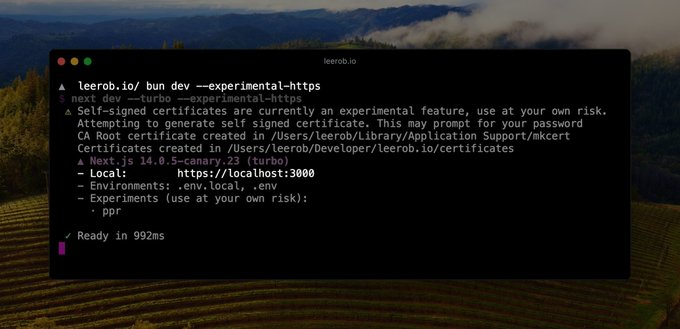 leerob.io
▲ leerob.io/ bun dev --experimental-https
$ next dev --turbo --experimental-https
⚠ Self-signed certificates are currently an experimental feature, use at your own risk.
Attempting to generate self signed certificate. This may prompt for your password
CA Root certificate created in /Users/leerob/Library/Application Support/mkcert
Certificates created in /Users/leerob/Developer/leerob.io/certificates
▲ Next.js 14.0.5-canary.23 (turbo)
- Local: https://localhost:3000
- Environments: .env.local, .env
- Experiments (use at your own risk):
· ppr
✓ Ready in 992ms